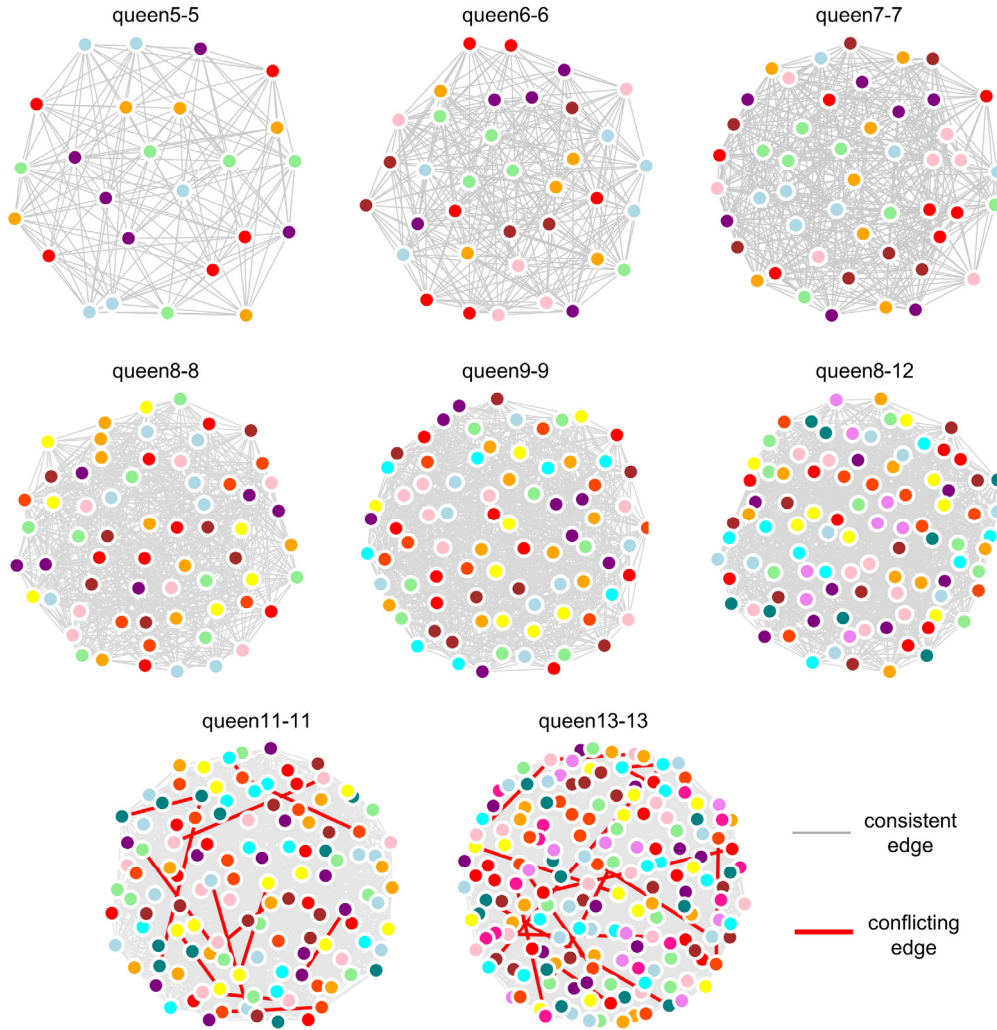 queen5-5
queen6-6
queen7-7
queen8-8
queen9-9
queen8-12
queen11-11
queen13-13
consistent
edge
conflicting
edge